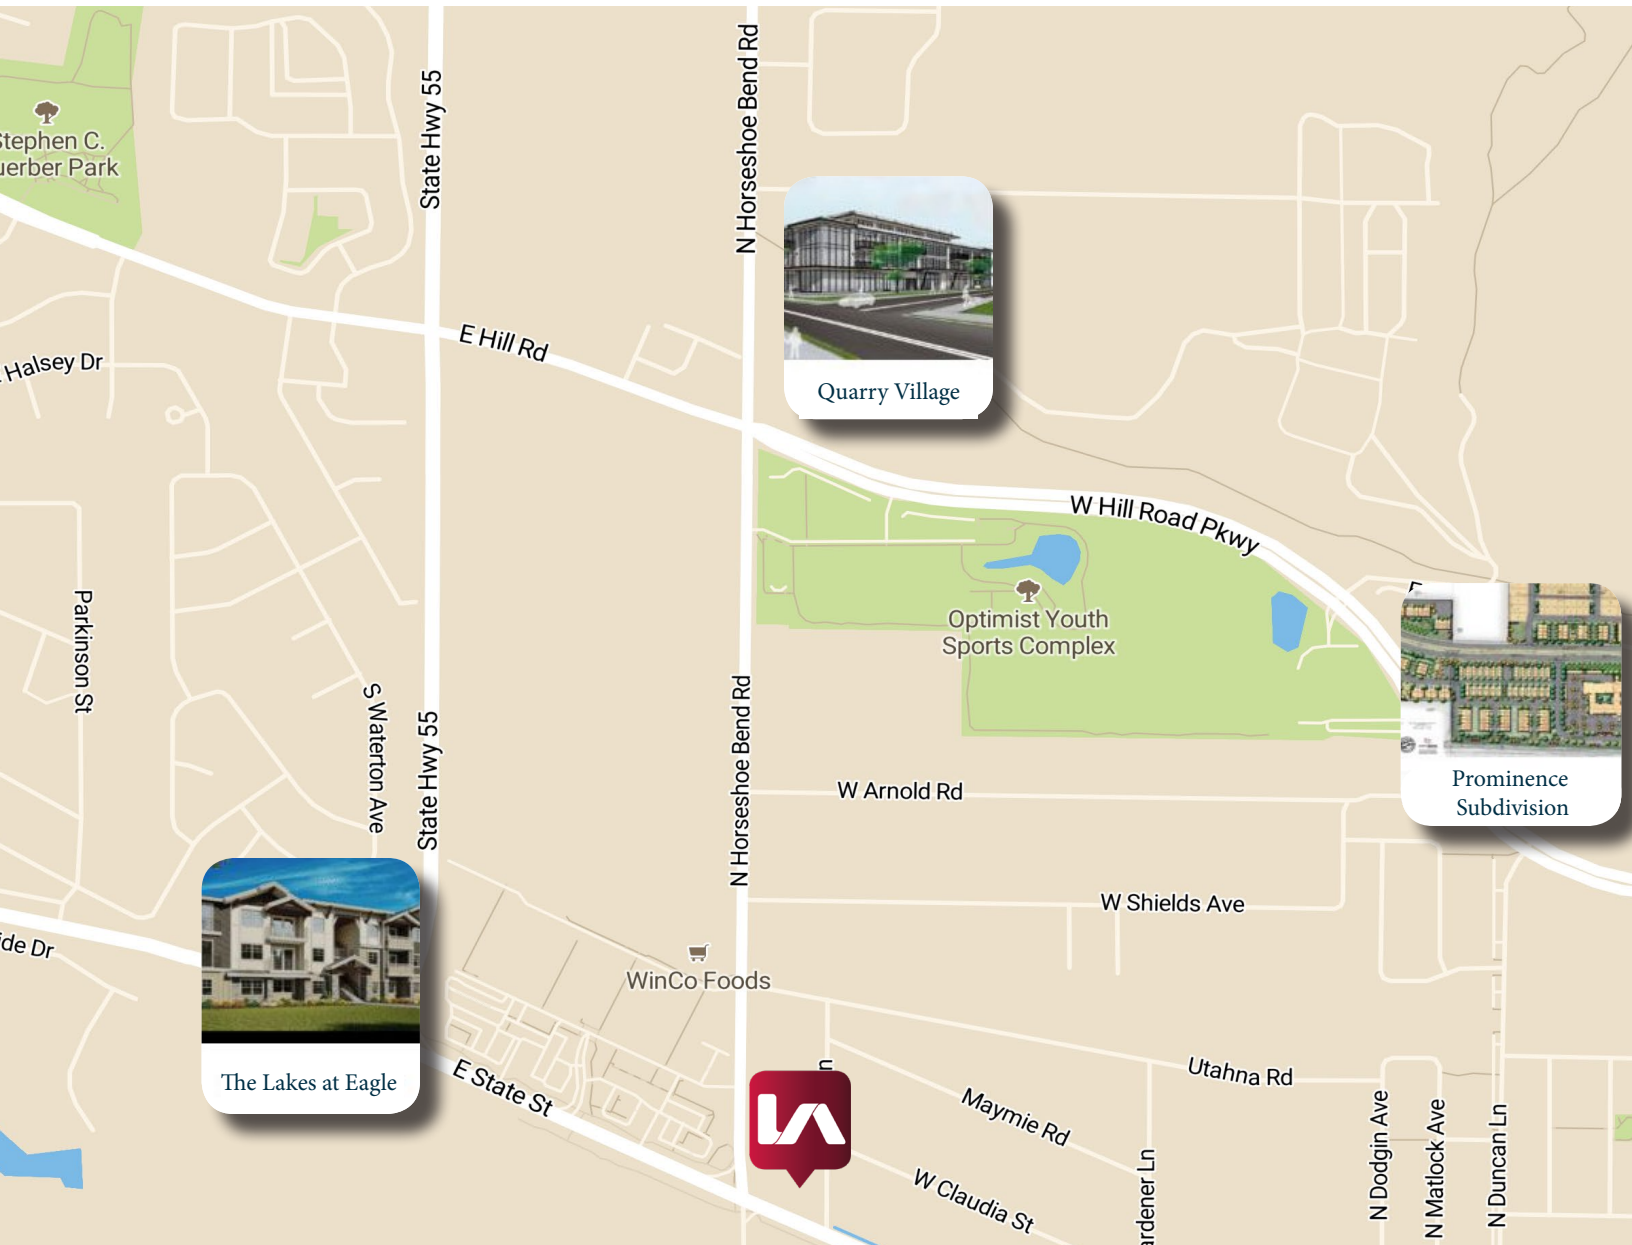 State Hwy 55
N Horseshoe Bend Rd
Stephen C.
uerber Park
E Hill Rd
Halsey Dr
Quarry Village
W Hill Road Pkwy
Optimist Youth
Sports Complex
Parkinson St
S Waterton Ave
State Hwy 55
N Horseshoe Bend Rd
Prominence
Subdivision
W Arnold Rd
W Shields Ave
ide Dr
WinCo Foods
The Lakes at Eagle
E State St
Utahna Rd
Maymie Rd
W Claudia St
ardener Ln
N Dodgin Ave
N Matlock Ave
N Duncan Ln